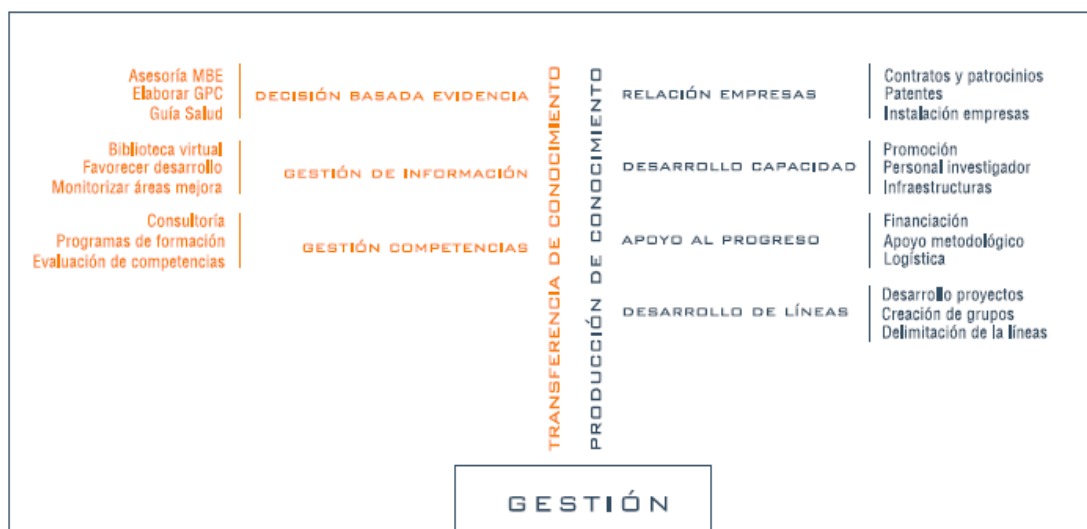 Asesoría MBE
Elaborar GPC
Guía Salud
DECISIÓN BASADA EVIDENCIA
Biblioteca virtual
Favorecer desarrollo
Monitorizar áreas mejora
GESTIÓN DE INFORMACIÓN
Consultoría
Programas de formación
Evaluación de competencias
GESTIÓN COMPETENCIAS
TRANSFERENCIA DE CONOCIMIENTO
PRODUCCIÓN DE CONOCIMIENTO
RELACIÓN EMPRESAS
Contratos y patrocinios
Patentes
Instalación empresas
DESARROLLO CAPACIDAD
Promoción
Personal investigador
Infraestructuras
APOYO AL PROGRESO
Financiación
Apoyo metodológico
Logística
DESARROLLO DE LÍNEAS
Desarrollo proyectos
Creación de grupos
Delimitación de la líneas
GESTIÓN